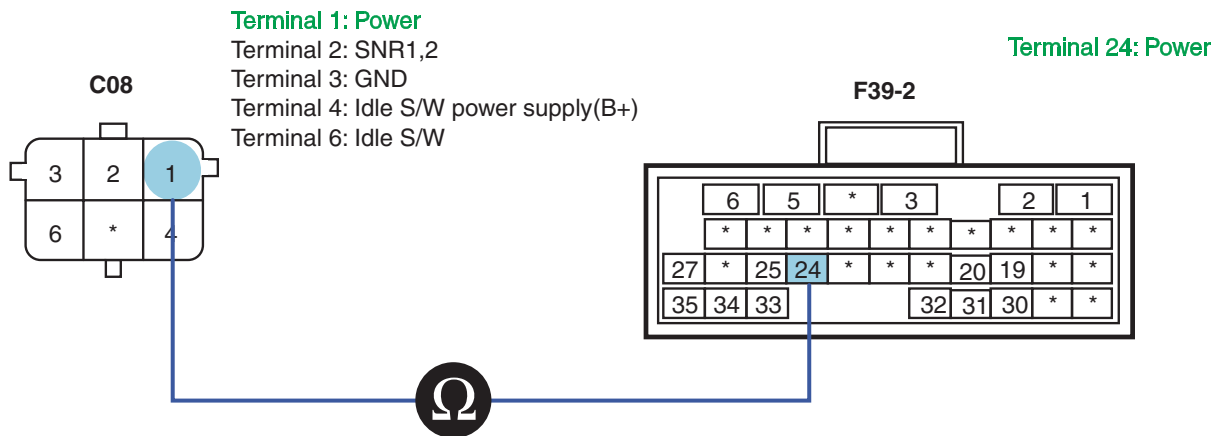 Terminal 1: Power
Terminal 2: SNR1,2
Terminal 3: GND
Terminal 4: Idle S/W power supply(B+)
Terminal 6: Idle S/W
Terminal 24: Power
C08
3 2 1
6 * 4
F39-2
6 5 * 3 2 1
* * * * * * * * * *
27 * 25 24 * * * 20 19 * *
35 34 33 32 31 30 * *
Ω